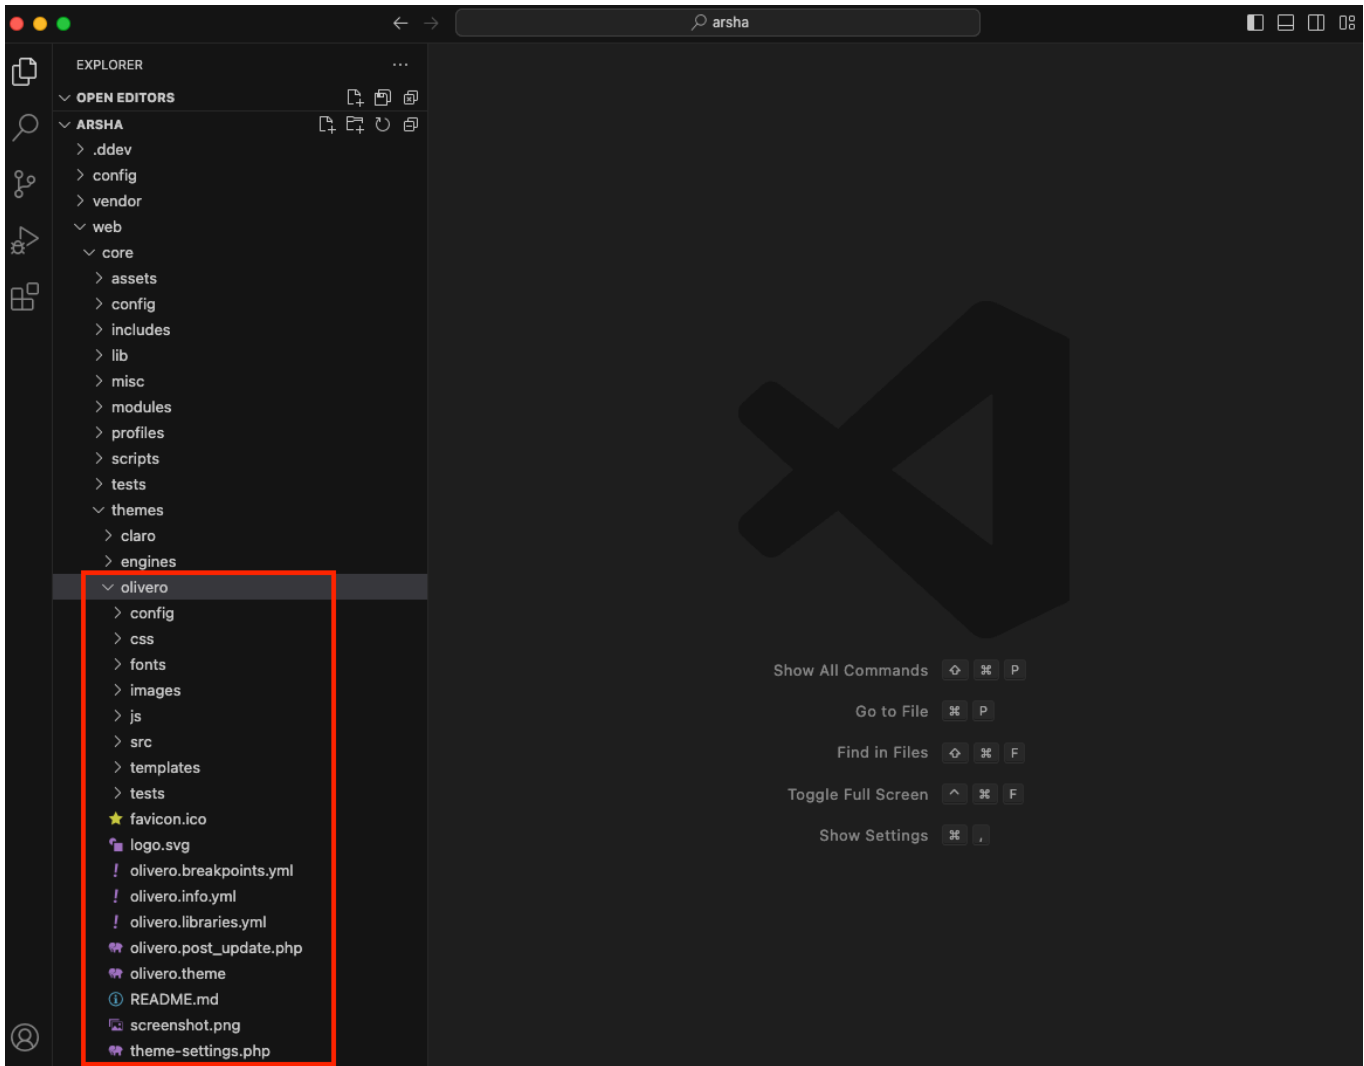 arsha
EXPLORER
OPEN EDITORS
ARSHA
.ddev
config
vendor
web
core
assets
config
includes
lib
misc
modules
profiles
scripts
tests
themes
claro
engines
olivero
config
css
fonts
images
js
src
templates
tests
favicon.ico
logo.svg
olivero.breakpoints.yml
olivero.info.yml
olivero.libraries.yml
olivero.post_update.php
olivero.theme
README.md
screenshot.png
theme-settings.php
Show All Commands ⇧ ⌘ P
Go to File ⌘ P
Find in Files ⇧ ⌘ F
Toggle Full Screen ^ ⌘ F
Show Settings ⌘ ,